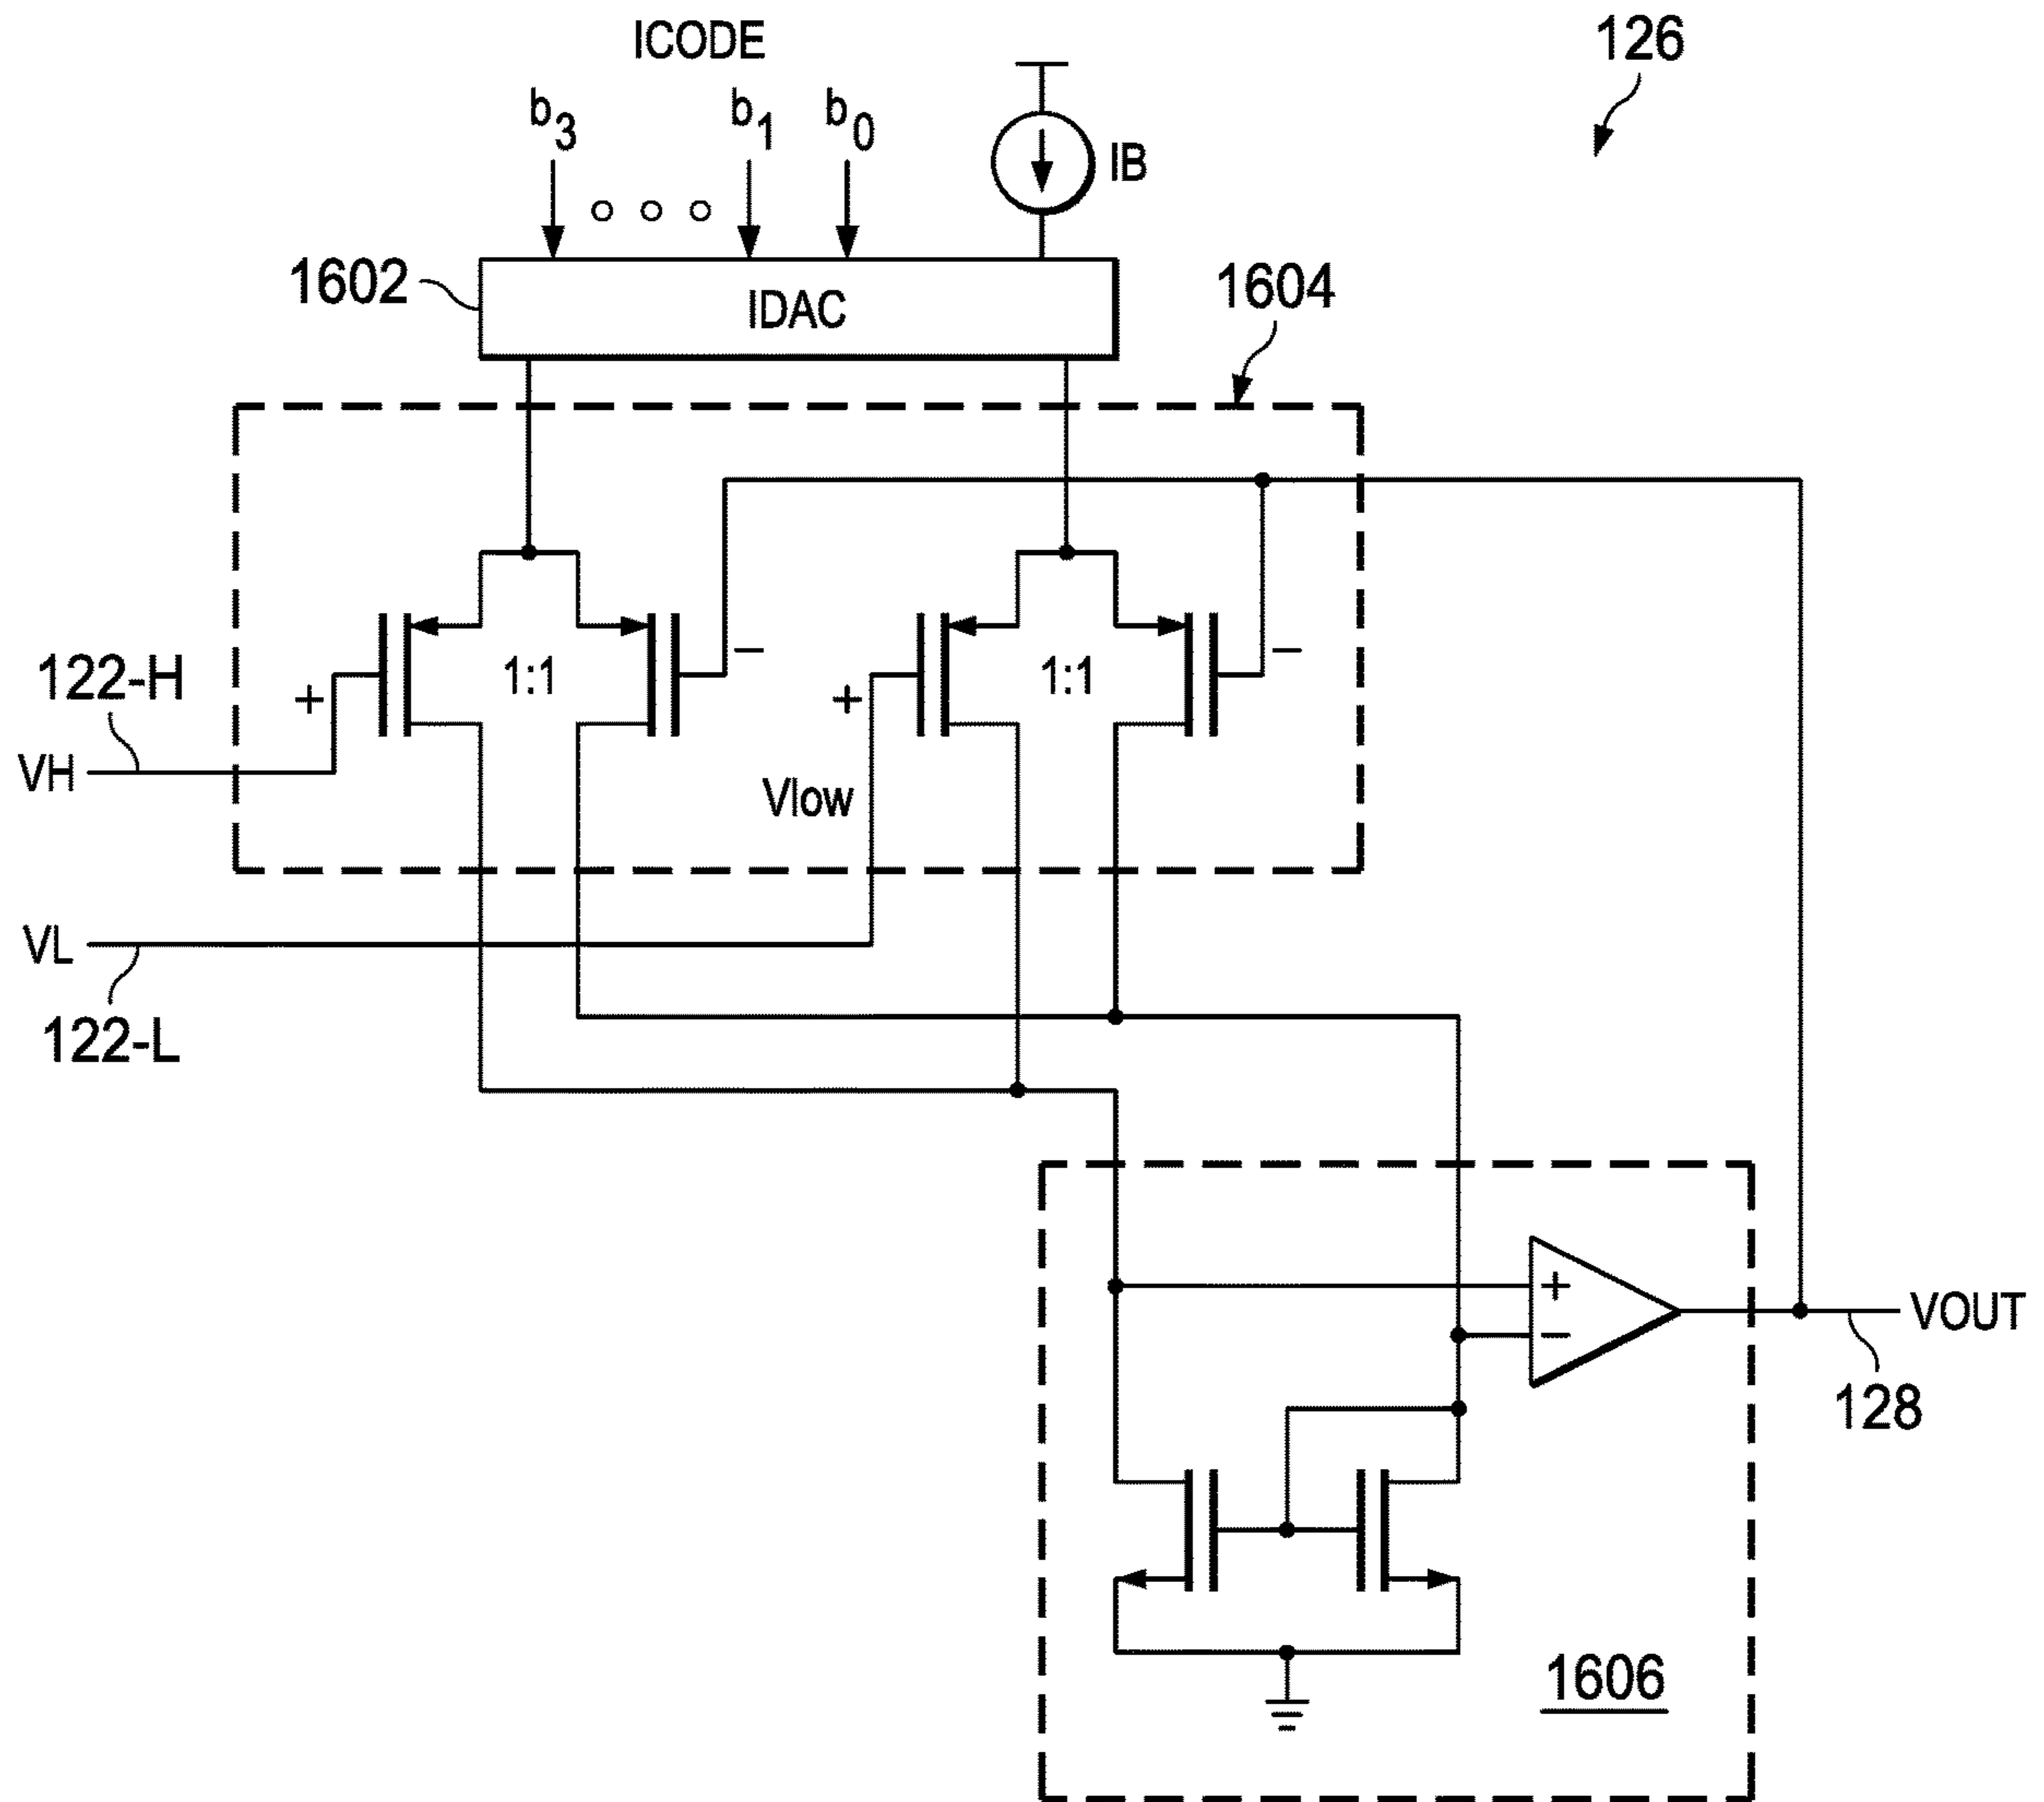 ICODE
126
b3 b1 b0
IB
1602
IDAC
1604
122-H
+ 1:1 − + 1:1 −
VH
Vlow
VL
122-L
+
−
VOUT
128
1606